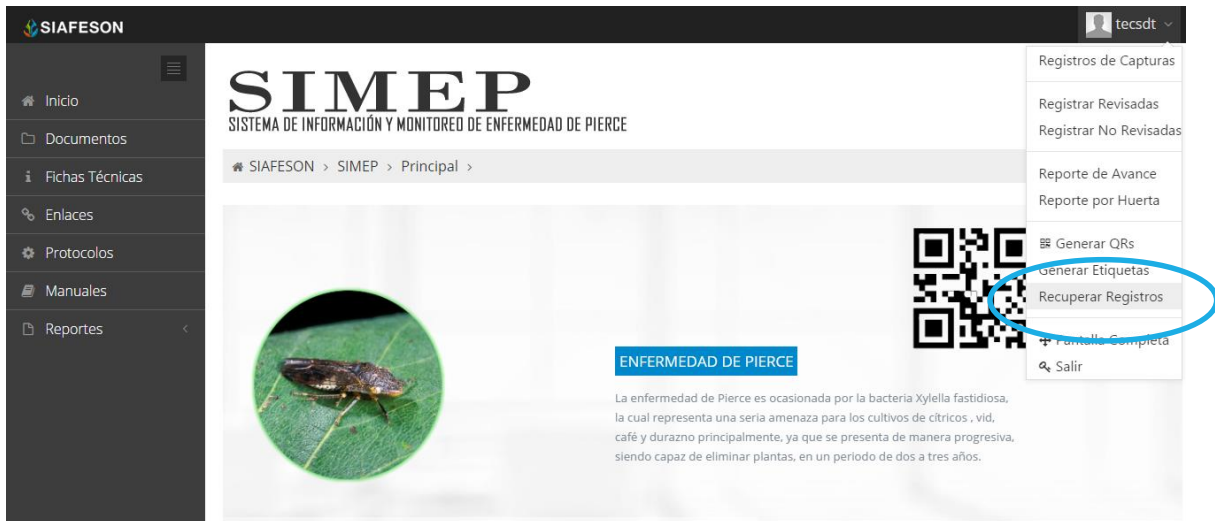 SIAFESON
tecsdt
Inicio
Documentos
Fichas Técnicas
Enlaces
Protocolos
Manuales
Reportes
SIMEP
SISTEMA DE INFORMACIÓN Y MONITOREO DE ENFERMEDAD DE PIERCE
SIAFESON > SIMEP > Principal >
ENFERMEDAD DE PIERCE
La enfermedad de Pierce es ocasionada por la bacteria Xylella fastidiosa,
la cual representa una seria amenaza para los cultivos de cítricos , vid,
café y durazno principalmente, ya que se presenta de manera progresiva,
siendo capaz de eliminar plantas, en un periodo de dos a tres años.
Registros de Capturas
Registrar Revisadas
Registrar No Revisadas
Reporte de Avance
Reporte por Huerta
Generar QRs
Generar Etiquetas
Recuperar Registros
Pantalla Completa
Salir